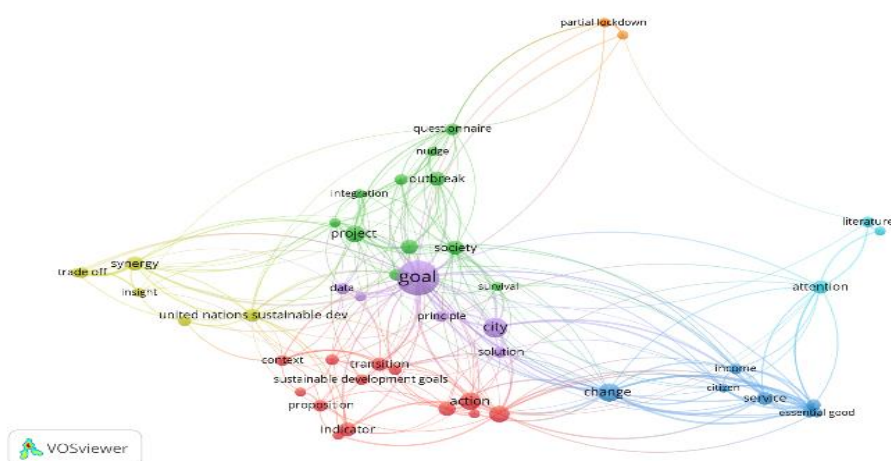 partial lockdown
questionnaire
nudge
outbreak
integration
literature
project
society
synergy
trade off
goal
data
survival
attention
insight
united nations sustainable dev
principle
city
solution
context
transition
income
sustainable development goals
citizen
change
service
proposition
action
essential good
indicator
VOSviewer